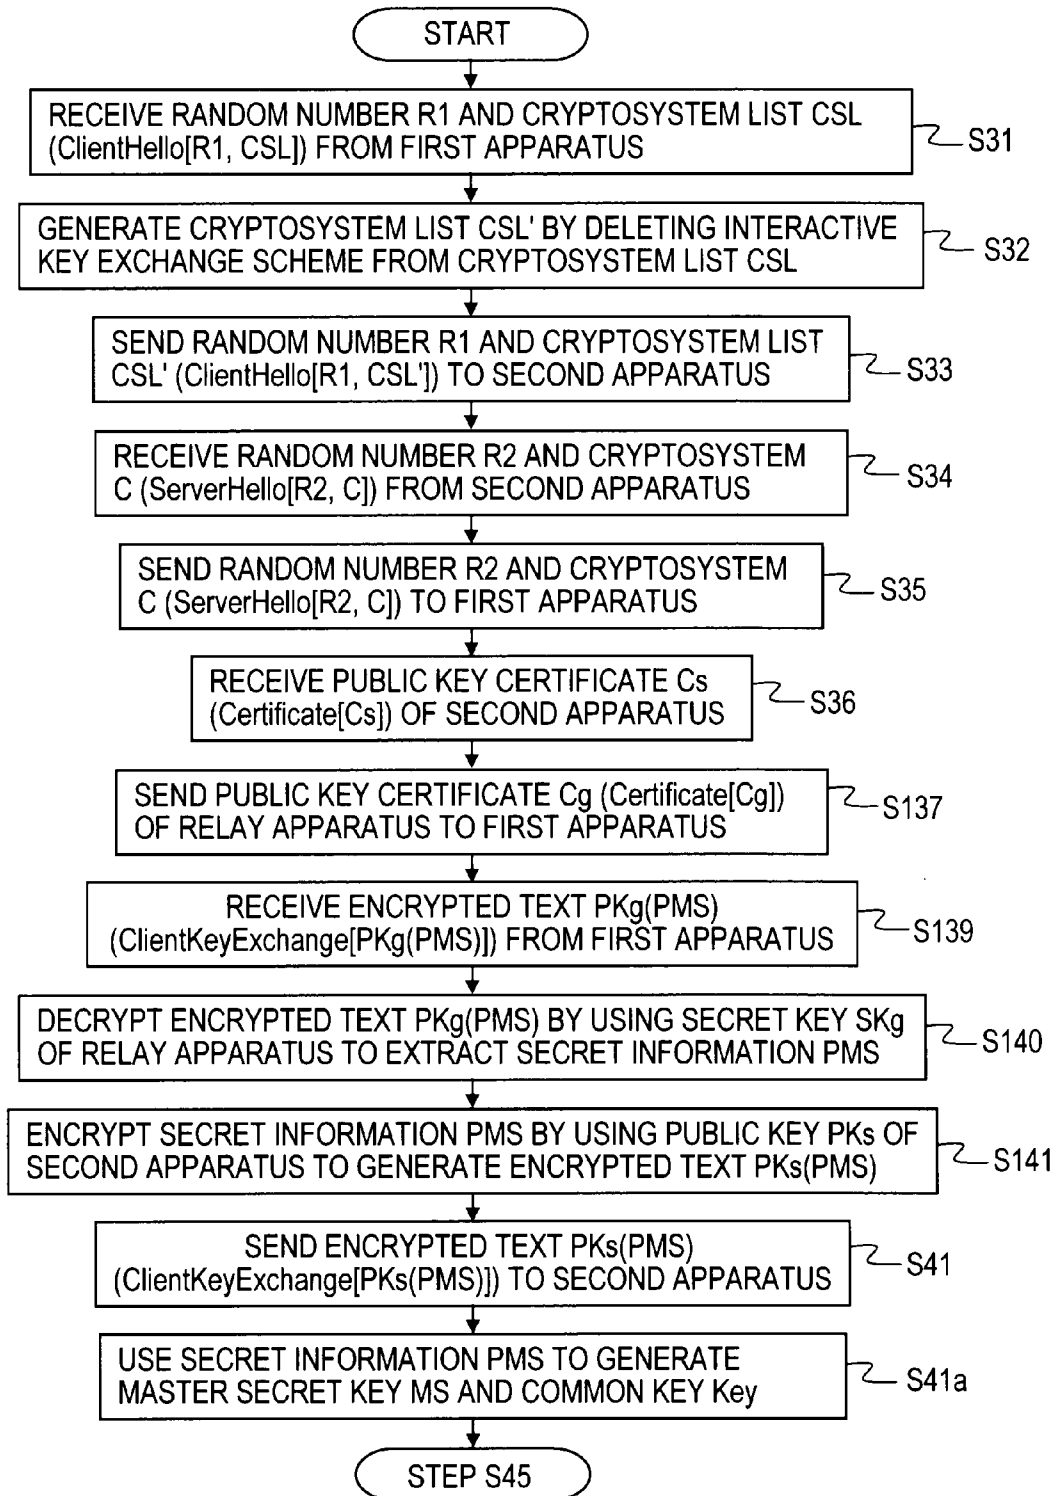 START
RECEIVE RANDOM NUMBER R1 AND CRYPTOSYSTEM LIST CSL
(ClientHello[R1, CSL]) FROM FIRST APPARATUS
S31
GENERATE CRYPTOSYSTEM LIST CSL' BY DELETING INTERACTIVE
KEY EXCHANGE SCHEME FROM CRYPTOSYSTEM LIST CSL
S32
SEND RANDOM NUMBER R1 AND CRYPTOSYSTEM LIST
CSL' (ClientHello[R1, CSL']) TO SECOND APPARATUS
S33
RECEIVE RANDOM NUMBER R2 AND CRYPTOSYSTEM
C (ServerHello[R2, C]) FROM SECOND APPARATUS
S34
SEND RANDOM NUMBER R2 AND CRYPTOSYSTEM
C (ServerHello[R2, C]) TO FIRST APPARATUS
S35
RECEIVE PUBLIC KEY CERTIFICATE Cs
(Certificate[Cs]) OF SECOND APPARATUS
S36
SEND PUBLIC KEY CERTIFICATE Cg (Certificate[Cg])
OF RELAY APPARATUS TO FIRST APPARATUS
S137
RECEIVE ENCRYPTED TEXT PKg(PMS)
(ClientKeyExchange[PKg(PMS)]) FROM FIRST APPARATUS
S139
DECRYPT ENCRYPTED TEXT PKg(PMS) BY USING SECRET KEY SKg
OF RELAY APPARATUS TO EXTRACT SECRET INFORMATION PMS
S140
ENCRYPT SECRET INFORMATION PMS BY USING PUBLIC KEY PKs OF
SECOND APPARATUS TO GENERATE ENCRYPTED TEXT PKs(PMS)
S141
SEND ENCRYPTED TEXT PKs(PMS)
(ClientKeyExchange[PKs(PMS)]) TO SECOND APPARATUS
S41
USE SECRET INFORMATION PMS TO GENERATE
MASTER SECRET KEY MS AND COMMON KEY Key
S41a
STEP S45